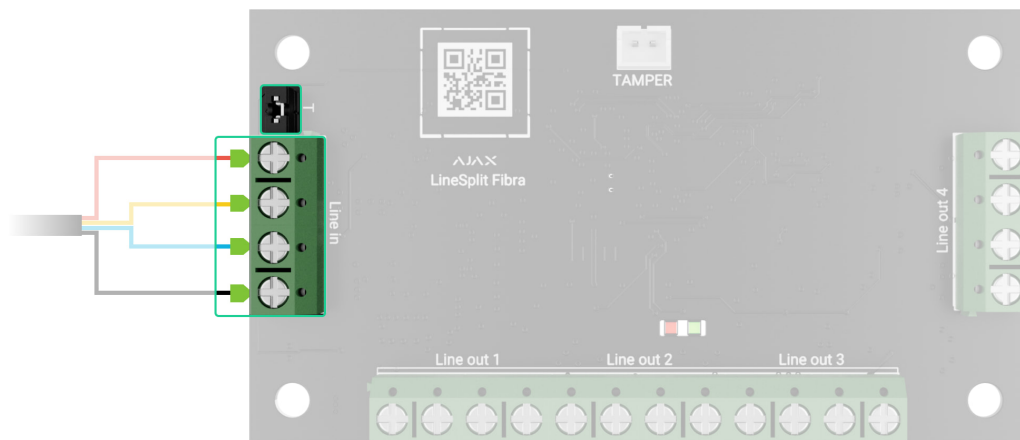 TAMPER
T
AJAX
LineSplit Fibra
Line in
Line out 4
Line out 1
Line out 2
Line out 3